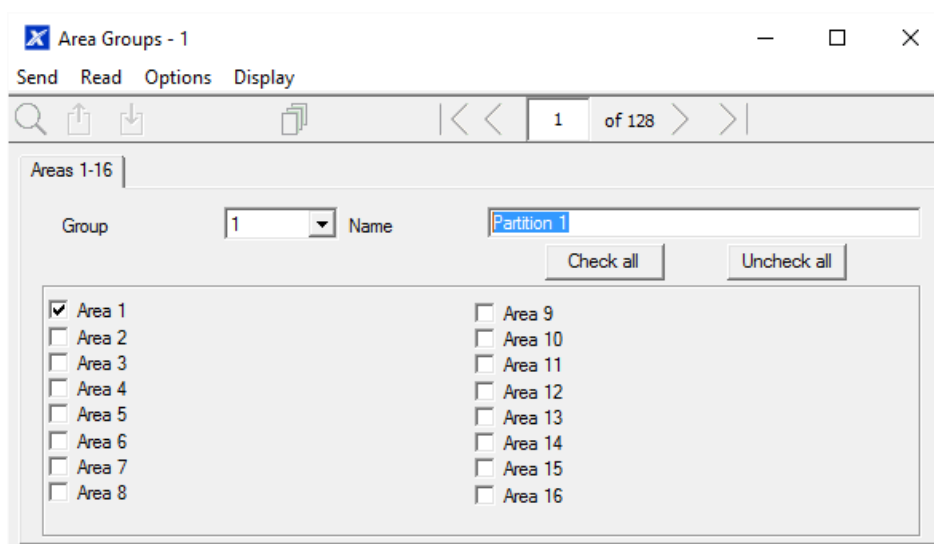 Area Groups - 1
Send Read Options Display
1 of 128
Areas 1-16
Group 1 Name Partition 1
Check all Uncheck all
Area 1
Area 2
Area 3
Area 4
Area 5
Area 6
Area 7
Area 8
Area 9
Area 10
Area 11
Area 12
Area 13
Area 14
Area 15
Area 16